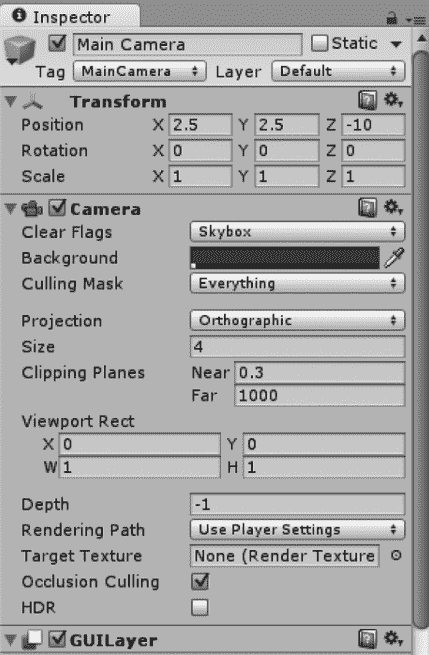 Inspector
Main Camera Static
Tag MainCamera Layer Default
Transform
Position X 2.5 Y 2.5 Z -10
Rotation X 0 Y 0 Z 0
Scale X 1 Y 1 Z 1
Camera
Clear Flags Skybox
Background
Culling Mask Everything
Projection Orthographic
Size 4
Clipping Planes Near 0.3
Far 1000
Viewport Rect
X 0 Y 0
W 1 H 1
Depth -1
Rendering Path Use Player Settings
Target Texture None (Render Texture
Occlusion Culling
HDR
GUILayer